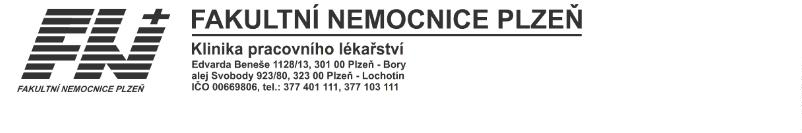 FN+
FAKULTNÍ NEMOCNICE PLZEŇ
FAKULTNÍ NEMOCNICE PLZEŇ
Klinika pracovního lékařství
Edvarda Beneše 1128/13, 301 00 Plzeň - Bory
alej Svobody 923/80, 323 00 Plzeň - Lochotín
IČO 00669806, tel.: 377 401 111, 377 103 111